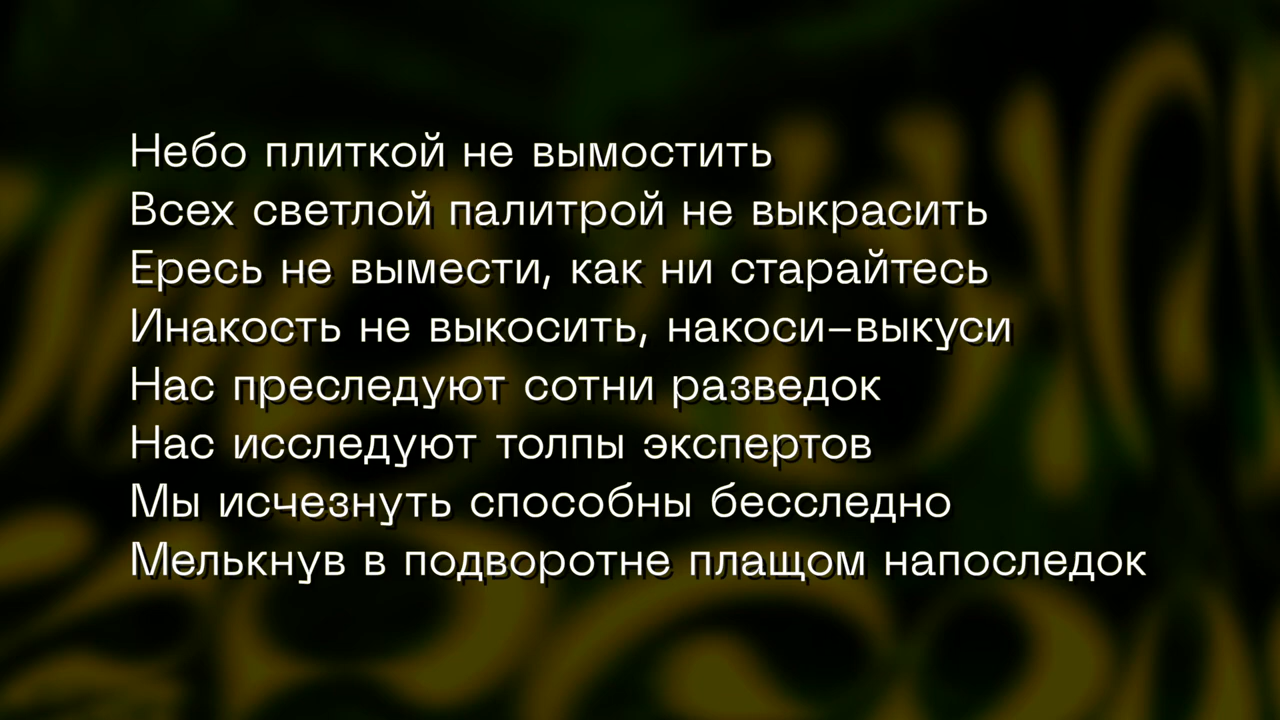 Небо плиткой не вымостить
Всех светлой палитрой не выкрасить
Ересь не вымести, как ни старайтесь
Инакость не выкосить, накоси–выкуси
Нас преследуют сотни разведок
Нас исследуют толпы экспертов
Мы исчезнуть способны бесследно
Мелькнув в подворотне плащом напоследок